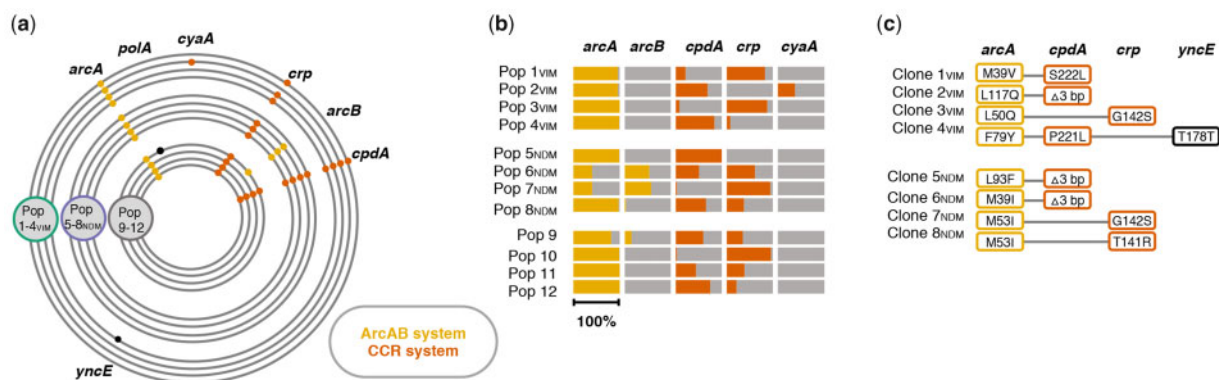 (a)
cyaA
polA
arcA
crp
arcB
cpdA
Pop
1-4VIM
Pop
5-8NDM
Pop
9-12
yncE
ArcAB system
CCR system
(b)
arcA arcB cpdA crp cyaA
Pop 1VIM
Pop 2VIM
Pop 3VIM
Pop 4VIM
Pop 5NDM
Pop 6NDM
Pop 7NDM
Pop 8NDM
Pop 9
Pop 10
Pop 11
Pop 12
100%
(c)
arcA cpdA crp yncE
Clone 1VIM M39V S222L
Clone 2VIM L117Q Δ3 bp
Clone 3VIM L50Q G142S
Clone 4VIM F79Y P221L T178T
Clone 5NDM L93F Δ3 bp
Clone 6NDM M39I Δ3 bp
Clone 7NDM M53I G142S
Clone 8NDM M53I T141R